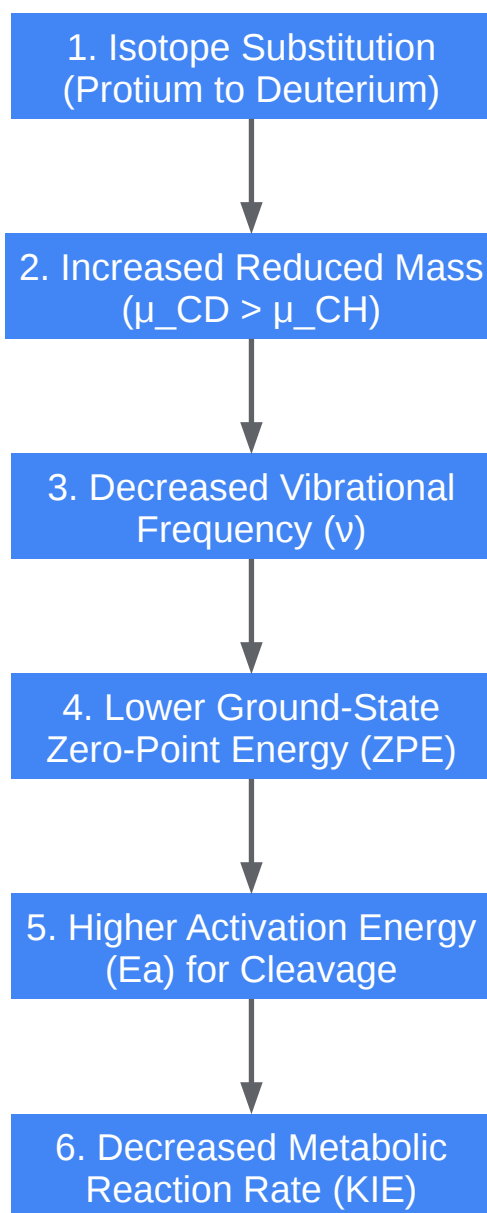 1. Isotope Substitution
(Protium to Deuterium)
2. Increased Reduced Mass
(μ_CD > μ_CH)
3. Decreased Vibrational
Frequency (ν)
4. Lower Ground-State
Zero-Point Energy (ZPE)
5. Higher Activation Energy
(Ea) for Cleavage
6. Decreased Metabolic
Reaction Rate (KIE)